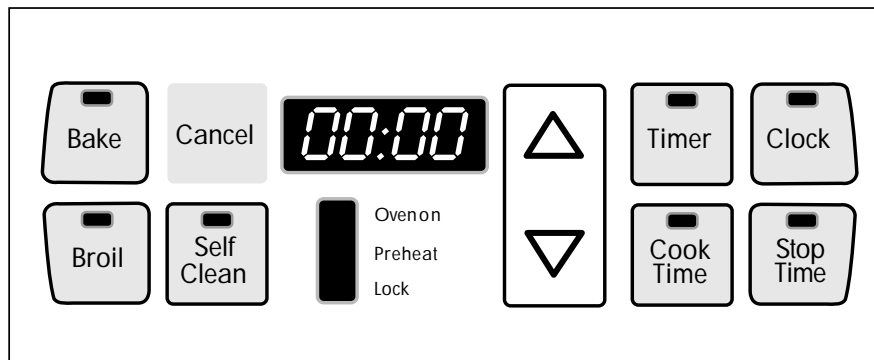 Bake
Cancel
00:00
Timer
Clock
Broil
Self
Clean
Oven on
Preheat
Lock
Cook
Time
Stop
Time